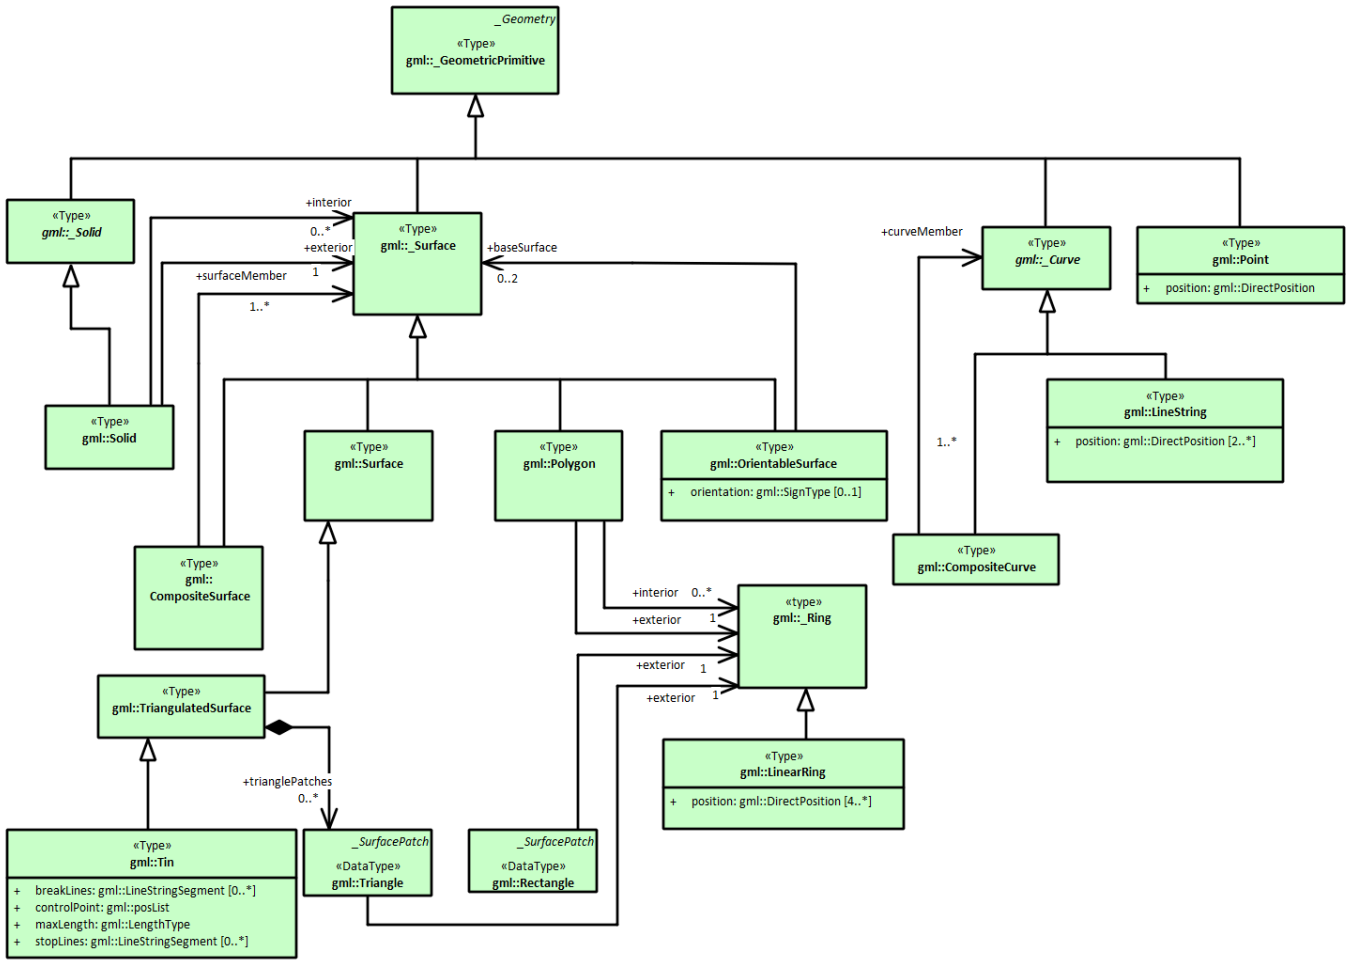 _Geometry
«Type»
gml::_GeometricPrimitive
«Type»
gml::_Solid
+interior
0..*
+exterior
1
+surfaceMember
1..*
«Type»
gml::_Surface
+baseSurface
0..2
+curveMember
1..*
«Type»
gml::_Curve
«Type»
gml::Point
+ position: gml::DirectPosition
«Type»
gml::Solid
«Type»
gml::Surface
«Type»
gml::Polygon
«Type»
gml::OrientableSurface
+ orientation: gml::SignType [0..1]
«Type»
gml::LineString
+ position: gml::DirectPosition [2..*]
«Type»
gml::CompositeCurve
«Type»
gml::
CompositeSurface
+interior 0..*
+exterior 1
+exterior 1
+exterior 1
«type»
gml::_Ring
«Type»
gml::TriangulatedSurface
+trianglePatches
0..*
«Type»
gml::LinearRing
+ position: gml::DirectPosition [4..*]
«Type»
gml::Tin
+ breakLines: gml::LineStringSegment [0..*]
+ controlPoint: gml::posList
+ maxLength: gml::LengthType
+ stopLines: gml::LineStringSegment [0..*]
_SurfacePatch
«DataType»
gml::Triangle
_SurfacePatch
«DataType»
gml::Rectangle